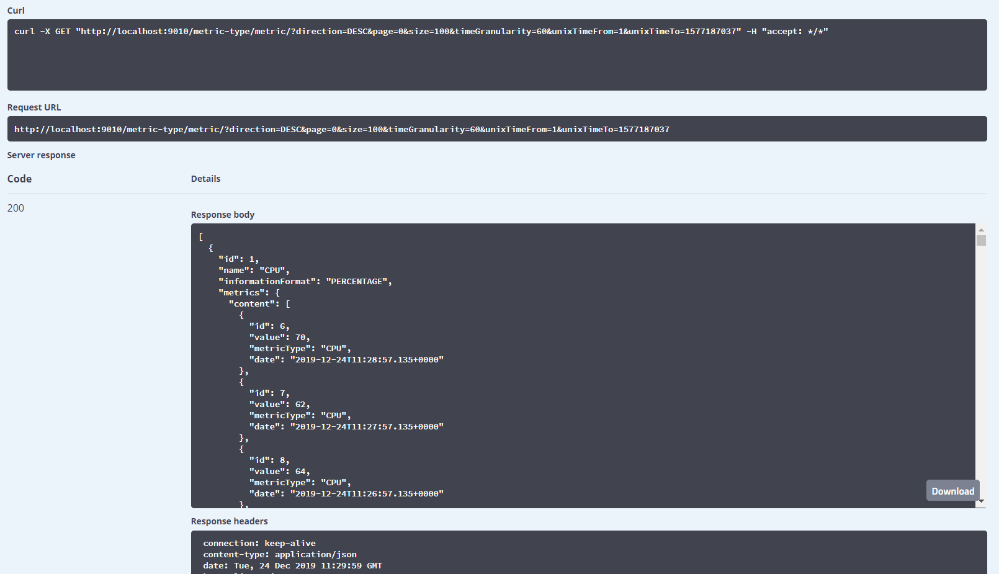 Curl
curl -X GET "http://localhost:9010/metric-type/metric/?direction=DESC&page=0&size=100&timeGranularity=60&unixTimeFrom=1&unixTimeTo=1577187037" -H "accept: */*"
Request URL
http://localhost:9010/metric-type/metric/?direction=DESC&page=0&size=100&timeGranularity=60&unixTimeFrom=1&unixTimeTo=1577187037
Server response
Code Details
200
Response body
[
  {
    "id": 1,
    "name": "CPU",
    "informationFormat": "PERCENTAGE",
    "metrics": {
      "content": [
        {
          "id": 6,
          "value": 70,
          "metricType": "CPU",
          "date": "2019-12-24T11:28:57.135+0000"
        },
        {
          "id": 7,
          "value": 62,
          "metricType": "CPU",
          "date": "2019-12-24T11:27:57.135+0000"
        },
        {
          "id": 8,
          "value": 64,
          "metricType": "CPU",
          "date": "2019-12-24T11:26:57.135+0000"
        },
Download
Response headers
connection: keep-alive
content-type: application/json
date: Tue, 24 Dec 2019 11:29:59 GMT